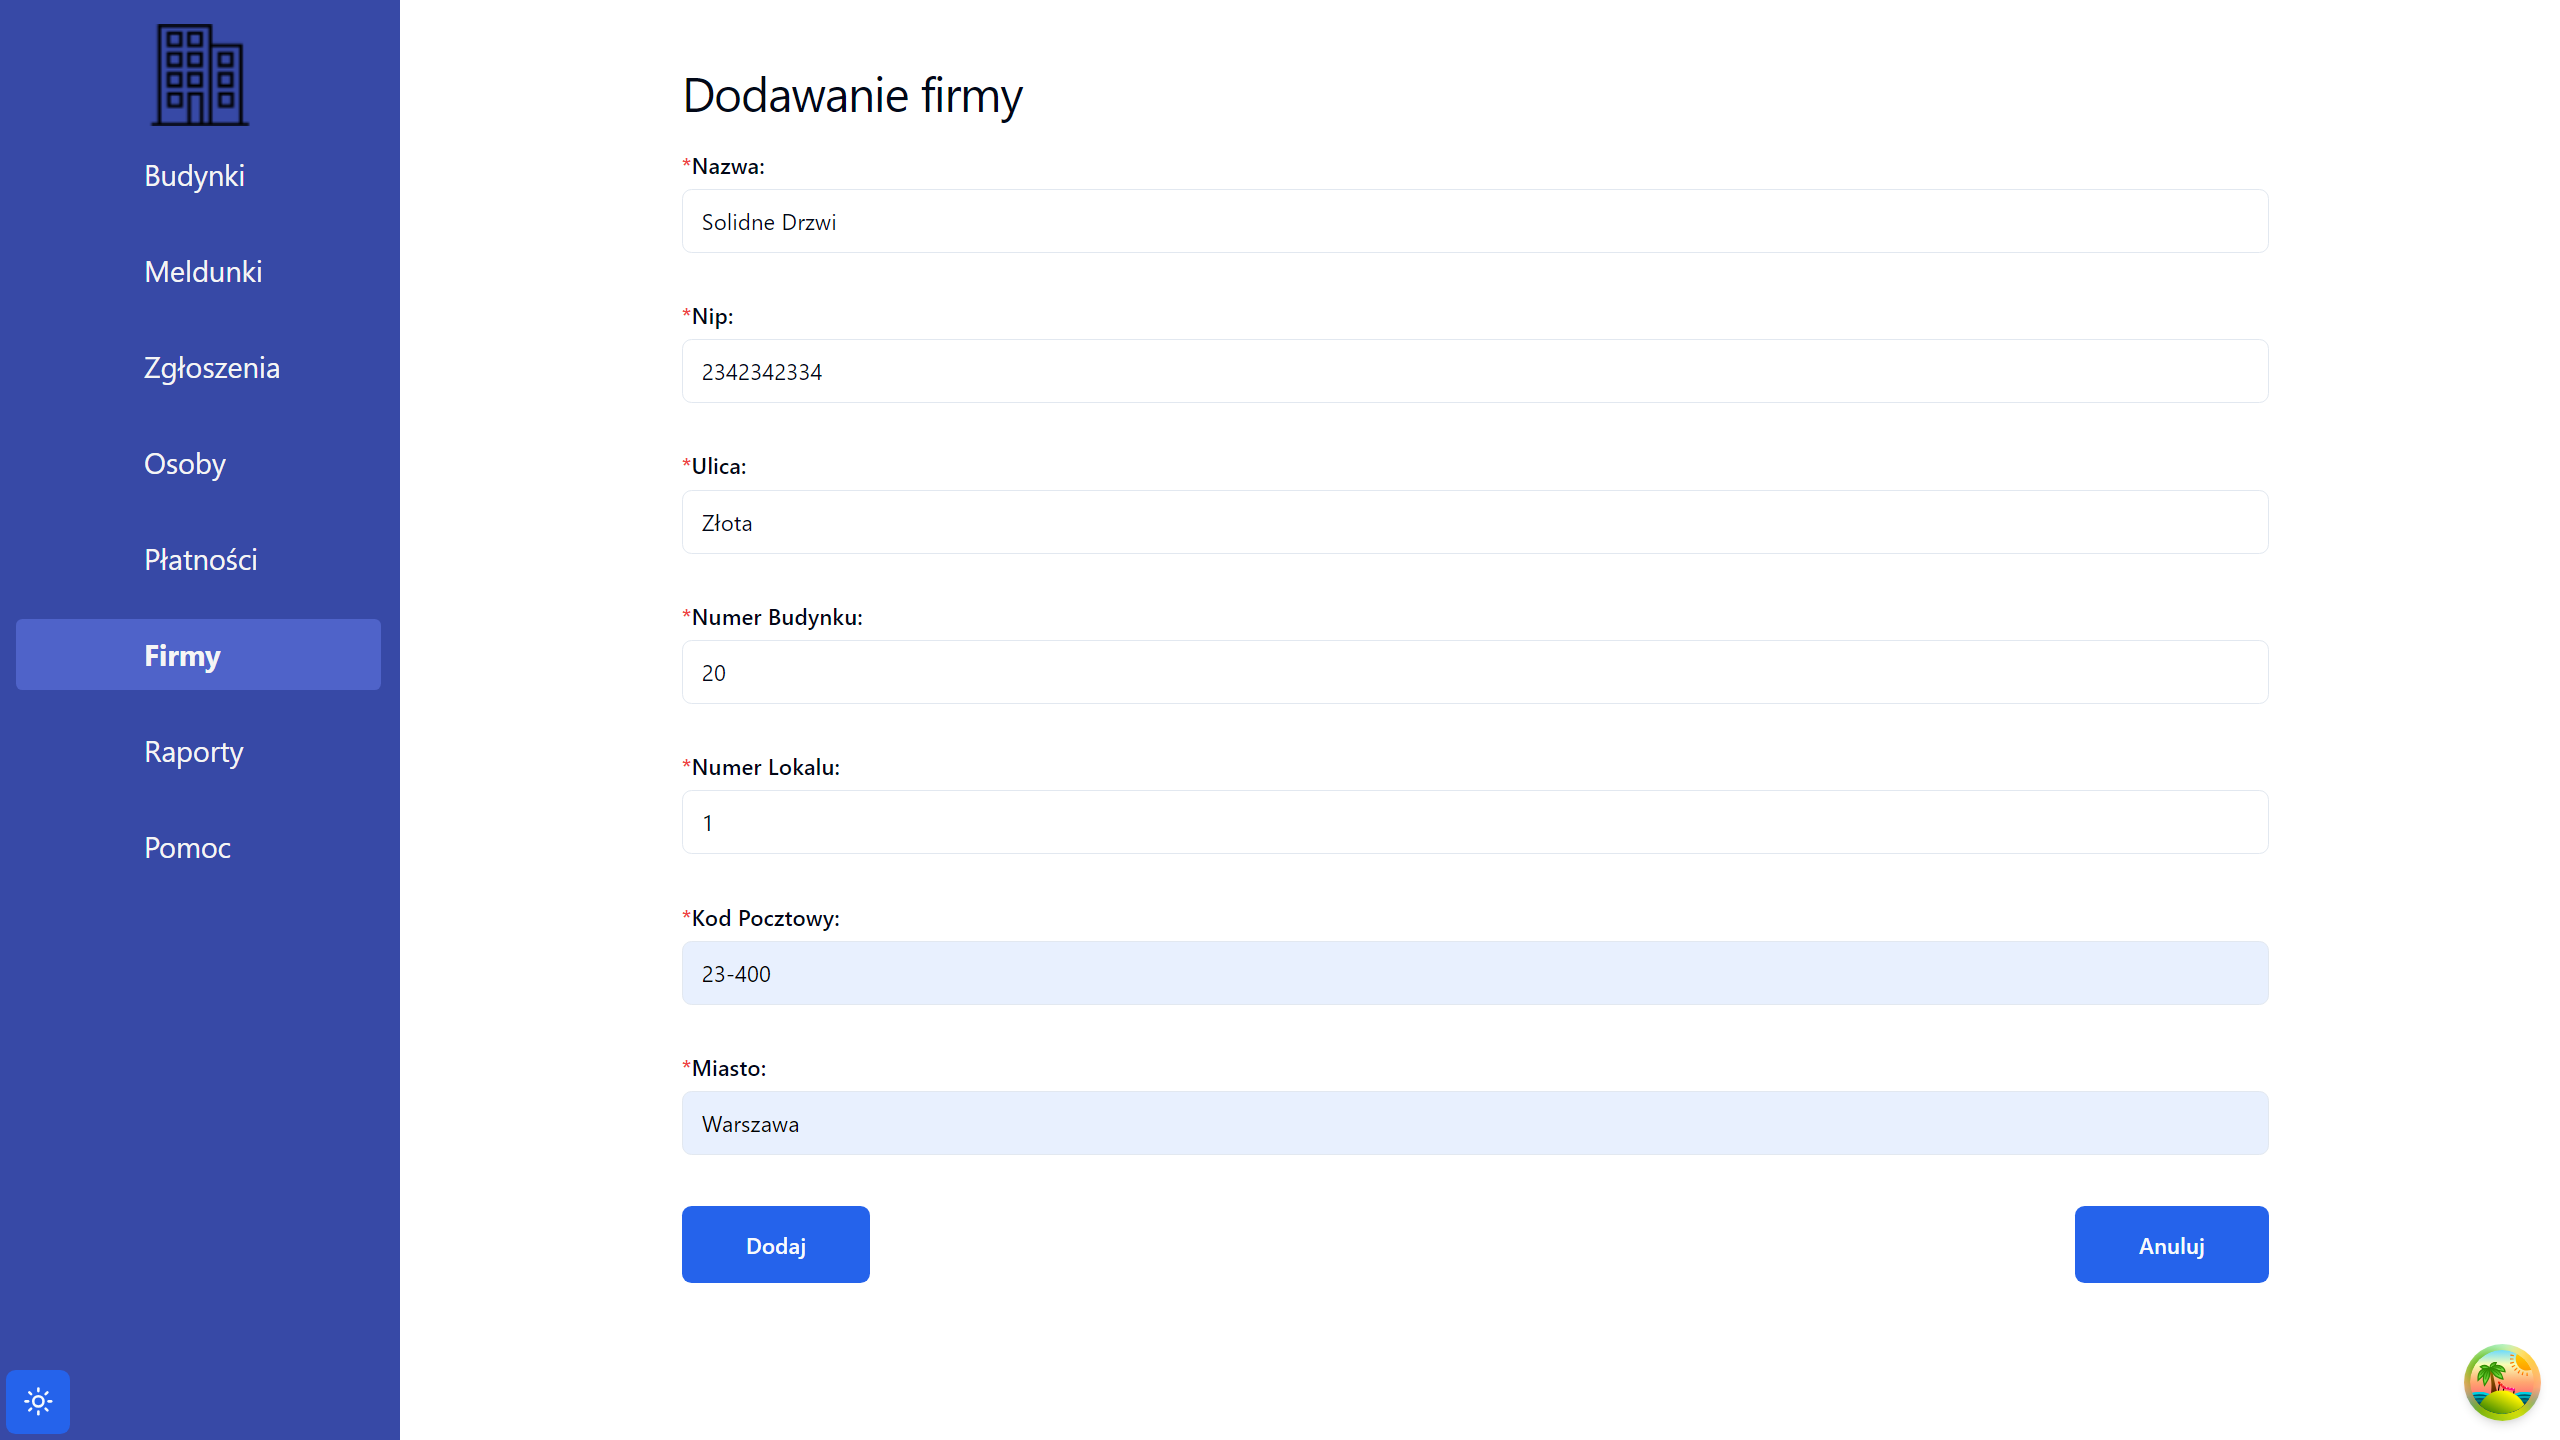 Budynki
Meldunki
Zgłoszenia
Osoby
Płatności
Firmy
Raporty
Pomoc
Dodawanie firmy
*Nazwa:
Solidne Drzwi
*Nip:
2342342334
*Ulica:
Złota
*Numer Budynku:
20
*Numer Lokalu:
1
*Kod Pocztowy:
23-400
*Miasto:
Warszawa
Dodaj
Anuluj